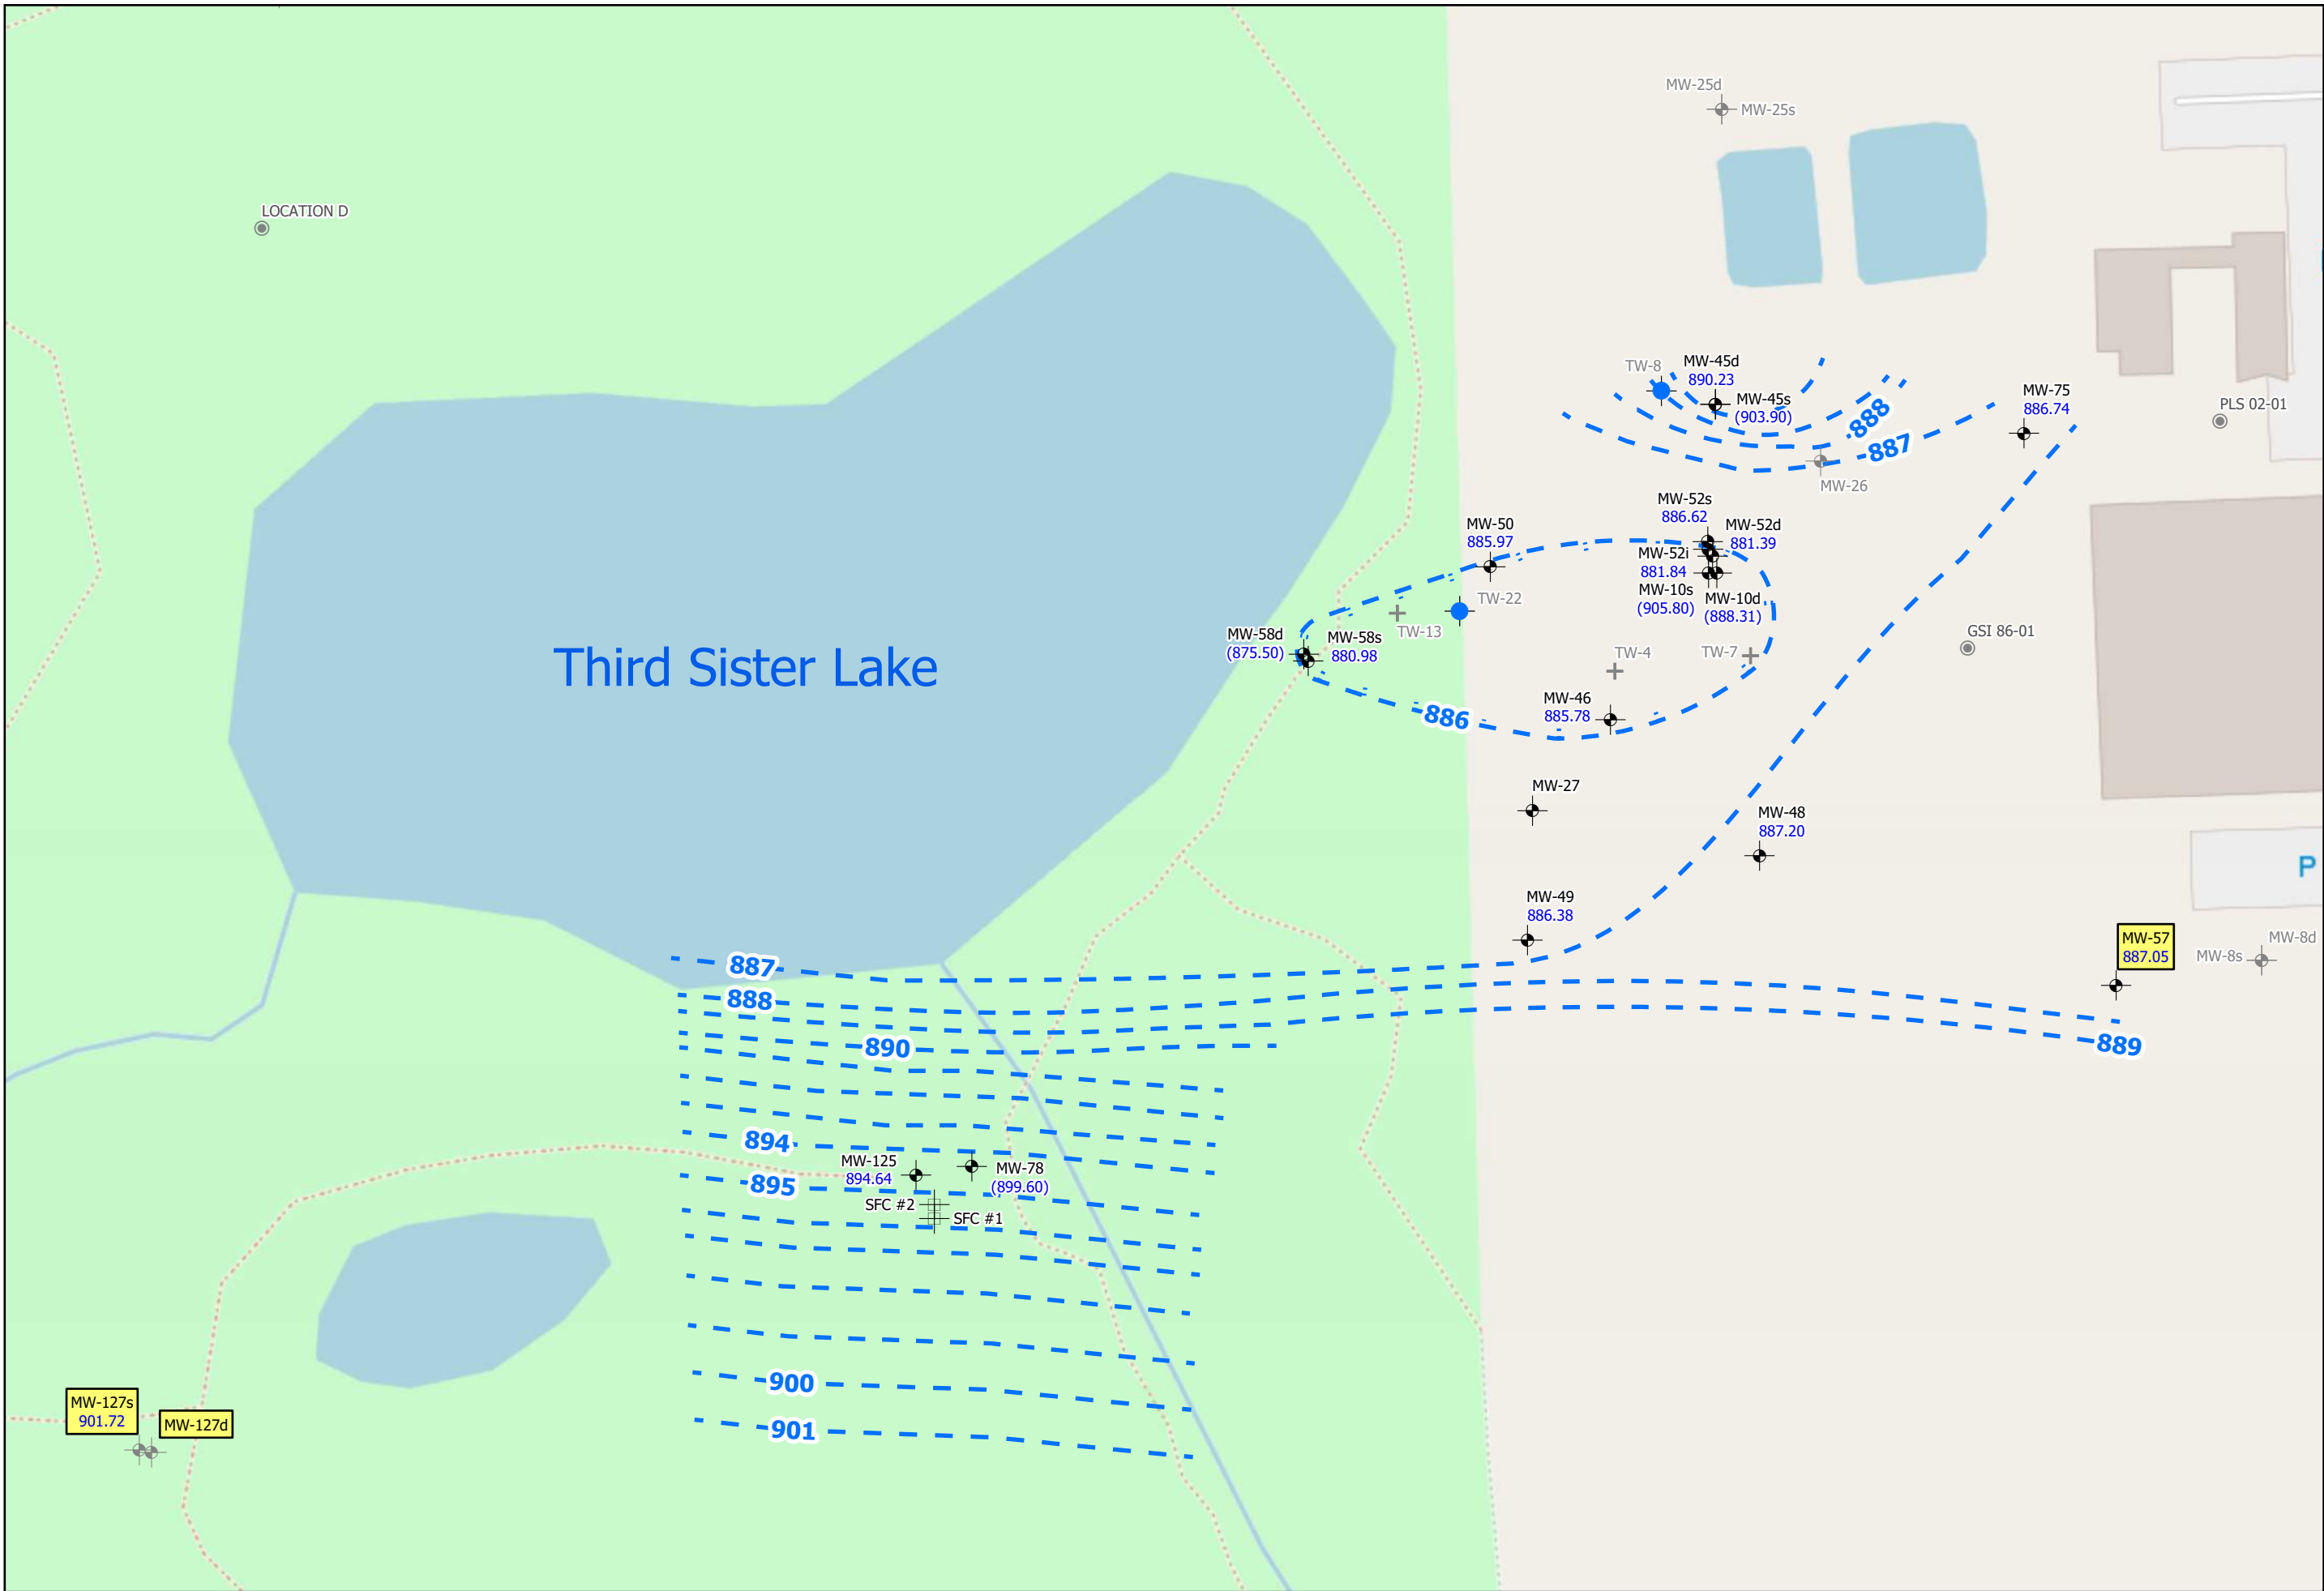 MW-25d
MW-25s
LOCATION D
TW-8
MW-45d
890.23
MW-45s
(903.90)
888
887
MW-75
886.74
PLS 02-01
MW-26
MW-52s
886.62
MW-52d
881.39
MW-50
885.97
MW-52i
881.84
MW-10s
(905.80)
MW-10d
(888.31)
TW-22
TW-13
MW-58d
(875.50)
MW-58s
880.98
GSI 86-01
TW-4
TW-7
Third Sister Lake
MW-46
885.78
886
MW-27
MW-48
887.20
P
MW-49
886.38
MW-57
887.05
MW-8d
MW-8s
887
888
890
889
894
MW-125
894.64
MW-78
(899.60)
895
SFC #2
SFC #1
900
901
MW-127s
901.72
MW-127d